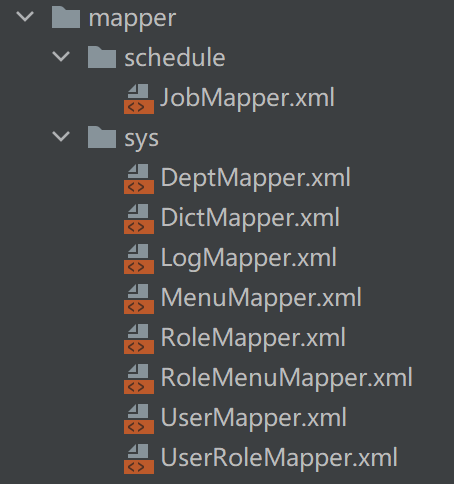 mapper
schedule
JobMapper.xml
sys
DeptMapper.xml
DictMapper.xml
LogMapper.xml
MenuMapper.xml
RoleMapper.xml
RoleMenuMapper.xml
UserMapper.xml
UserRoleMapper.xml